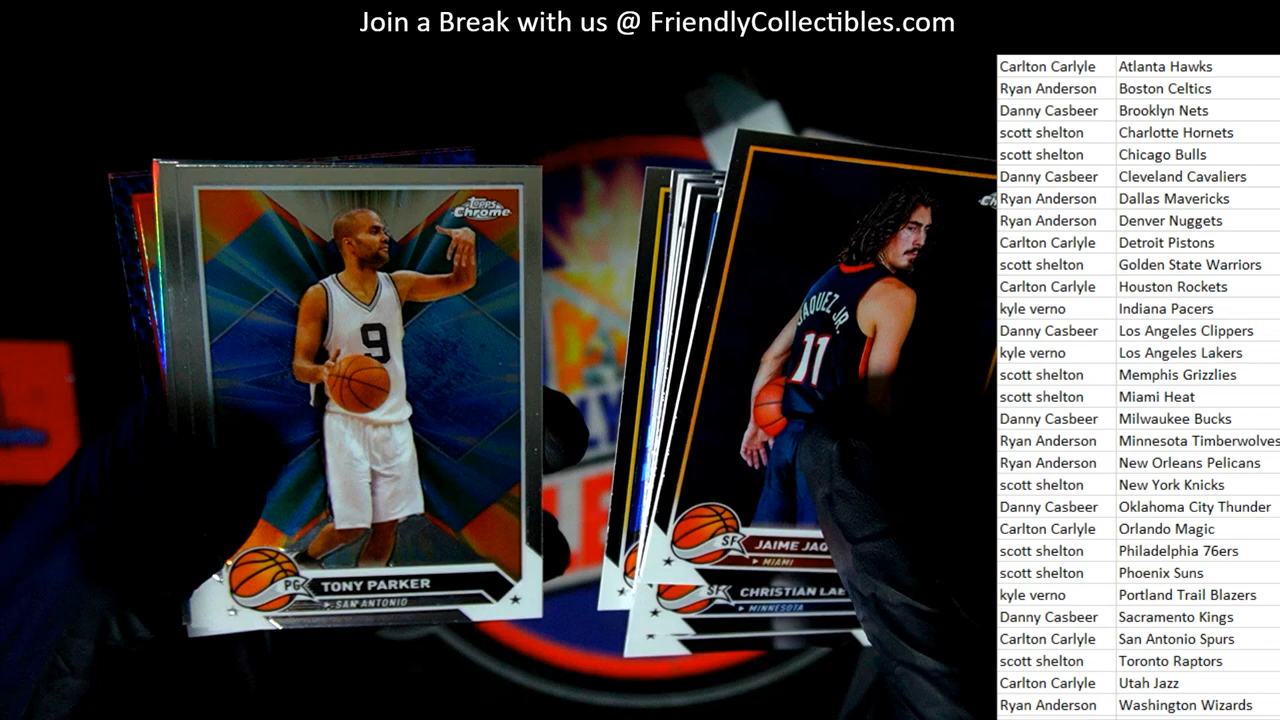 Join a Break with us @ FriendlyCollectibles.com
Carlton Carlyle Atlanta Hawks
Ryan Anderson Boston Celtics
Danny Casbeer Brooklyn Nets
scott shelton Charlotte Hornets
scott shelton Chicago Bulls
Danny Casbeer Cleveland Cavaliers
Ryan Anderson Dallas Mavericks
Ryan Anderson Denver Nuggets
Carlton Carlyle Detroit Pistons
scott shelton Golden State Warriors
Carlton Carlyle Houston Rockets
kyle verno Indiana Pacers
Danny Casbeer Los Angeles Clippers
kyle verno Los Angeles Lakers
scott shelton Memphis Grizzlies
scott shelton Miami Heat
Danny Casbeer Milwaukee Bucks
Ryan Anderson Minnesota Timberwolves
Ryan Anderson New Orleans Pelicans
scott shelton New York Knicks
Danny Casbeer Oklahoma City Thunder
Carlton Carlyle Orlando Magic
scott shelton Philadelphia 76ers
scott shelton Phoenix Suns
kyle verno Portland Trail Blazers
Danny Casbeer Sacramento Kings
Carlton Carlyle San Antonio Spurs
scott shelton Toronto Raptors
Carlton Carlyle Utah Jazz
Ryan Anderson Washington Wizards
Topps
Chrome
9
PG TONY PARKER
SAN ANTONIO
JAQUEZ JR.
11
SF JAIME JAQ
MIAMI
CHRISTIAN LAE
MINNESOTA